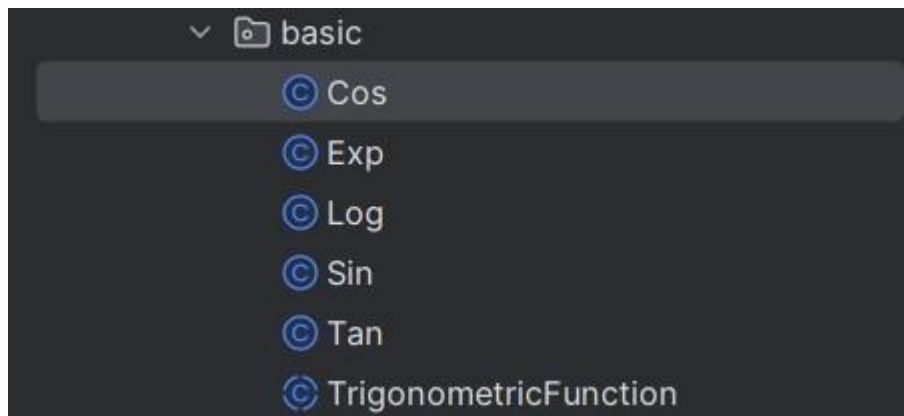 basic
Cos
Exp
Log
Sin
Tan
TrigonometricFunction